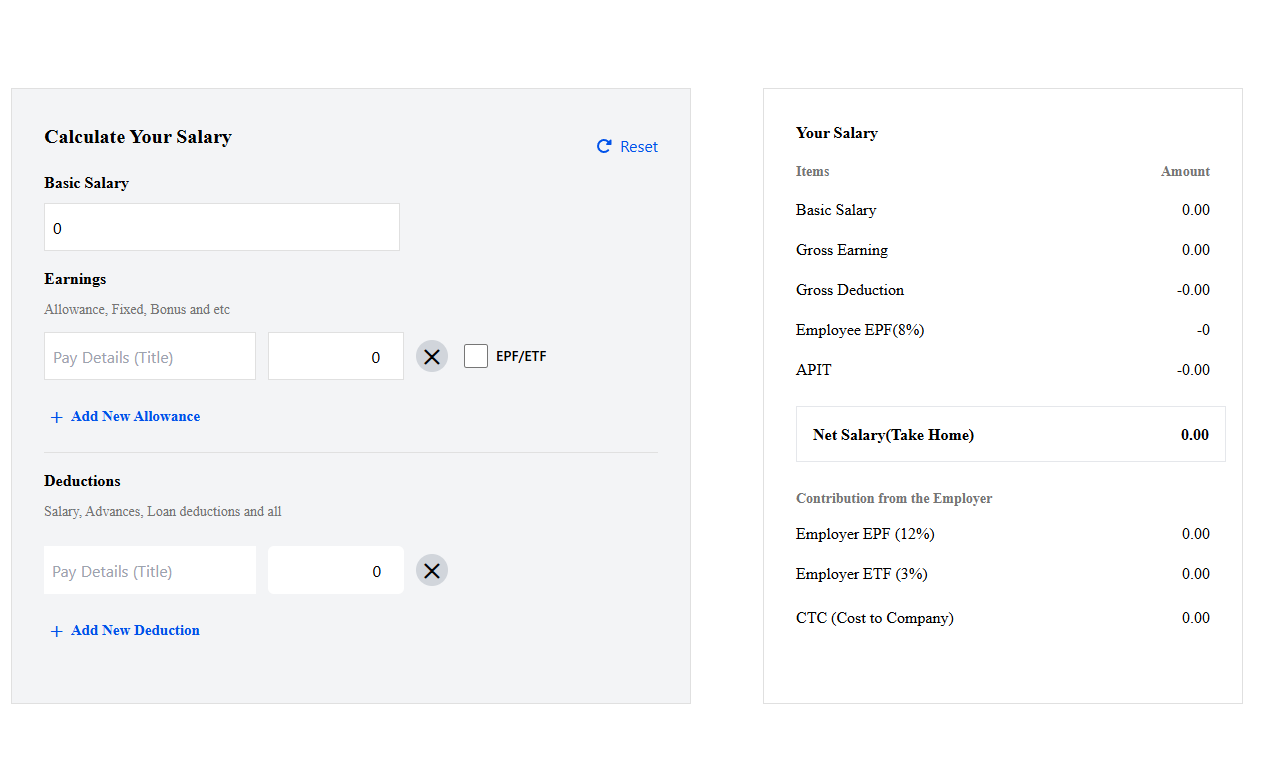 Calculate Your Salary
Reset
Basic Salary
0
Earnings
Allowance, Fixed, Bonus and etc
Pay Details (Title) 0 EPF/ETF
Add New Allowance
Deductions
Salary, Advances, Loan deductions and all
Pay Details (Title) 0
Add New Deduction
Your Salary
Items Amount
Basic Salary 0.00
Gross Earning 0.00
Gross Deduction -0.00
Employee EPF(8%) -0
APIT -0.00
Net Salary(Take Home) 0.00
Contribution from the Employer
Employer EPF (12%) 0.00
Employer ETF (3%) 0.00
CTC (Cost to Company) 0.00